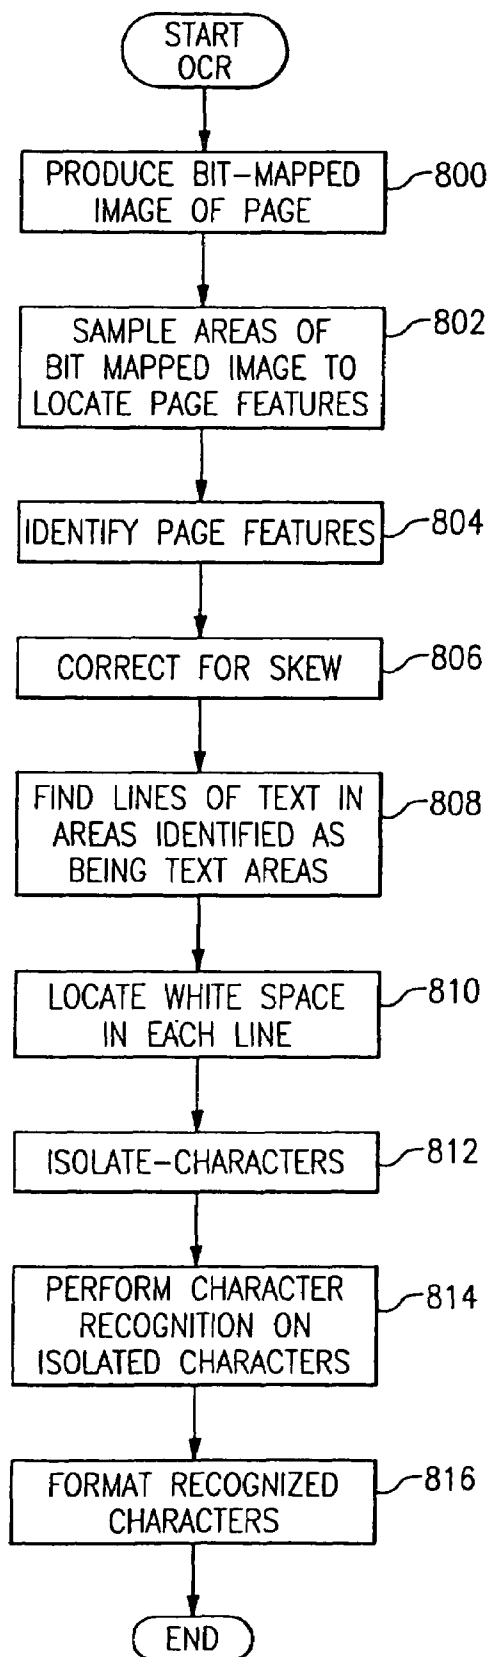 START
OCR
PRODUCE BIT-MAPPED
IMAGE OF PAGE
800
SAMPLE AREAS OF
BIT MAPPED IMAGE TO
LOCATE PAGE FEATURES
802
IDENTIFY PAGE FEATURES
804
CORRECT FOR SKEW
806
FIND LINES OF TEXT IN
AREAS IDENTIFIED AS
BEING TEXT AREAS
808
LOCATE WHITE SPACE
IN EACH LINE
810
ISOLATE-CHARACTERS
812
PERFORM CHARACTER
RECOGNITION ON
ISOLATED CHARACTERS
814
FORMAT RECOGNIZED
CHARACTERS
816
END